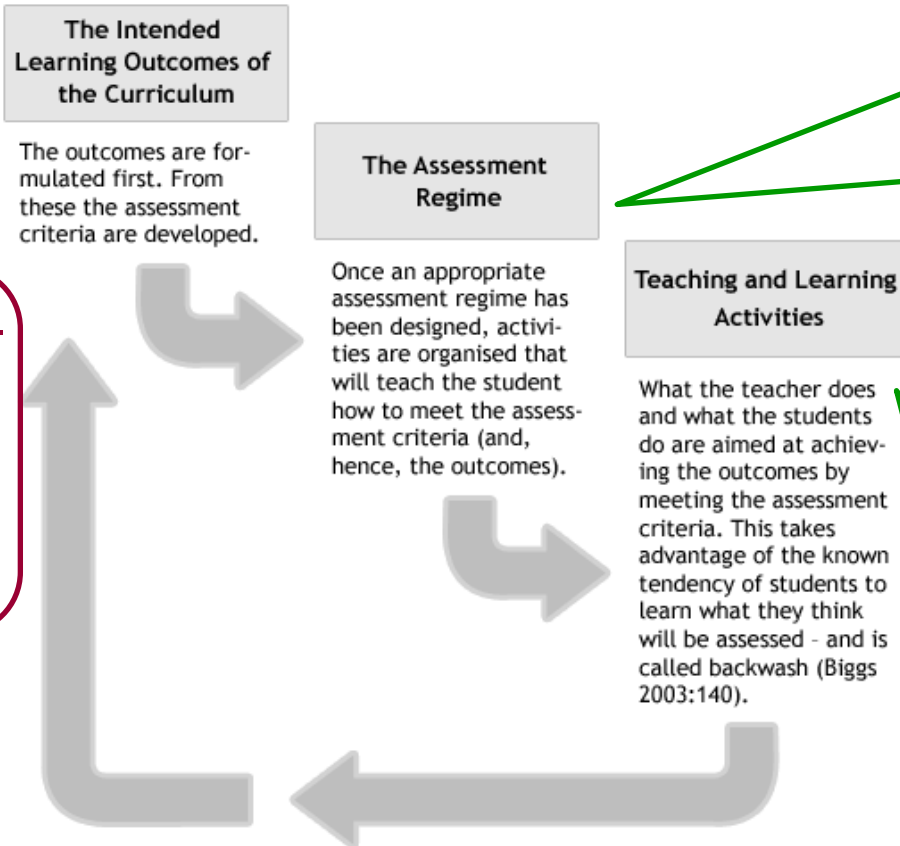 The Intended
Learning Outcomes of
the Curriculum
The outcomes are for-
mulated first. From
these the assessment
criteria are developed.
The Assessment
Regime
Once an appropriate
assessment regime has
been designed, activi-
ties are organised that
will teach the student
how to meet the assess-
ment criteria (and,
hence, the outcomes).
Teaching and Learning
Activities
What the teacher does
and what the students
do are aimed at achiev-
ing the outcomes by
meeting the assessment
criteria. This takes
advantage of the known
tendency of students to
learn what they think
will be assessed - and is
called backwash (Biggs
2003:140).